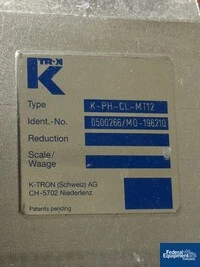 K-TRON
Type K-PH-CL-MT12
Ident.-No. 0500266/MO-196210
Reduction
Scale/
Waage
K-TRON (Schweiz) AG
CH-5702 Niederlenz
Patents pending
Federal Equipment
Company